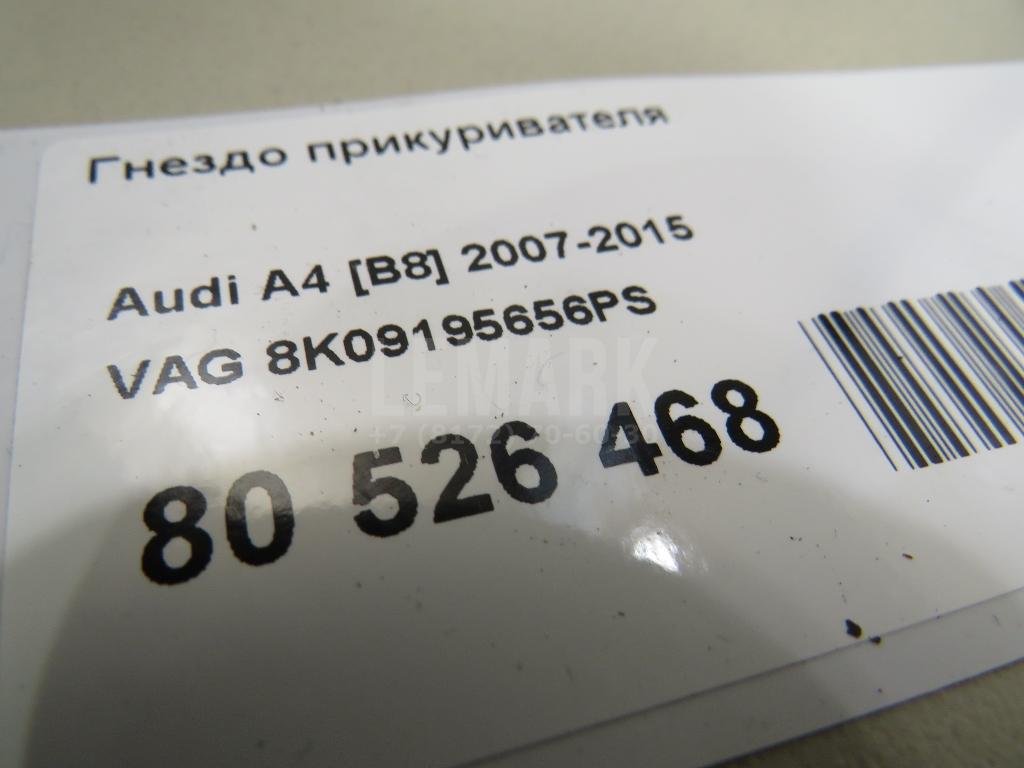 Гнездо прикуривателя
Audi A4 [B8] 2007-2015
VAG 8K09195656PS
LEMARK
80 526 468